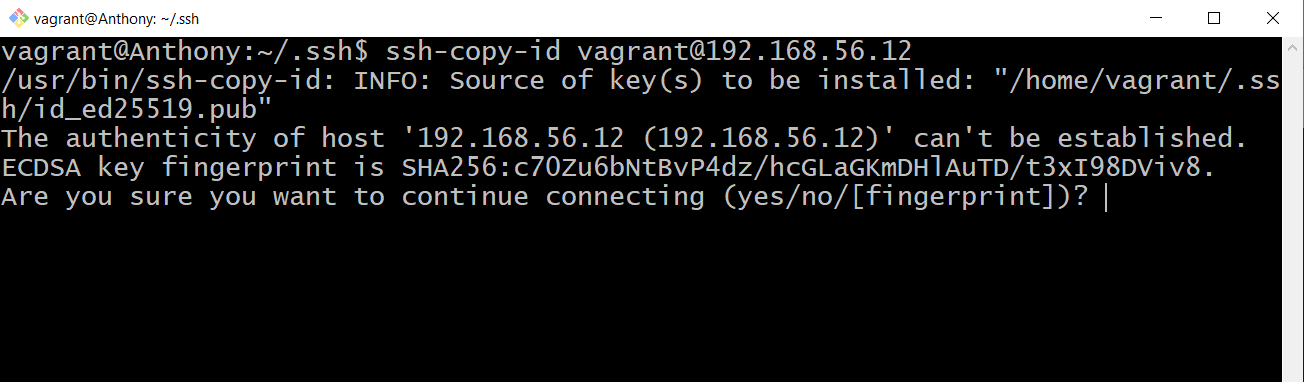 vagrant@Anthony: ~/.ssh
vagrant@Anthony:~/.ssh$ ssh-copy-id vagrant@192.168.56.12
/usr/bin/ssh-copy-id: INFO: Source of key(s) to be installed: "/home/vagrant/.ss
h/id_ed25519.pub"
The authenticity of host '192.168.56.12 (192.168.56.12)' can't be established.
ECDSA key fingerprint is SHA256:c7OZu6bNtBvP4dz/hcGLaGKmDHlAuTD/t3xI98DViv8.
Are you sure you want to continue connecting (yes/no/[fingerprint])?